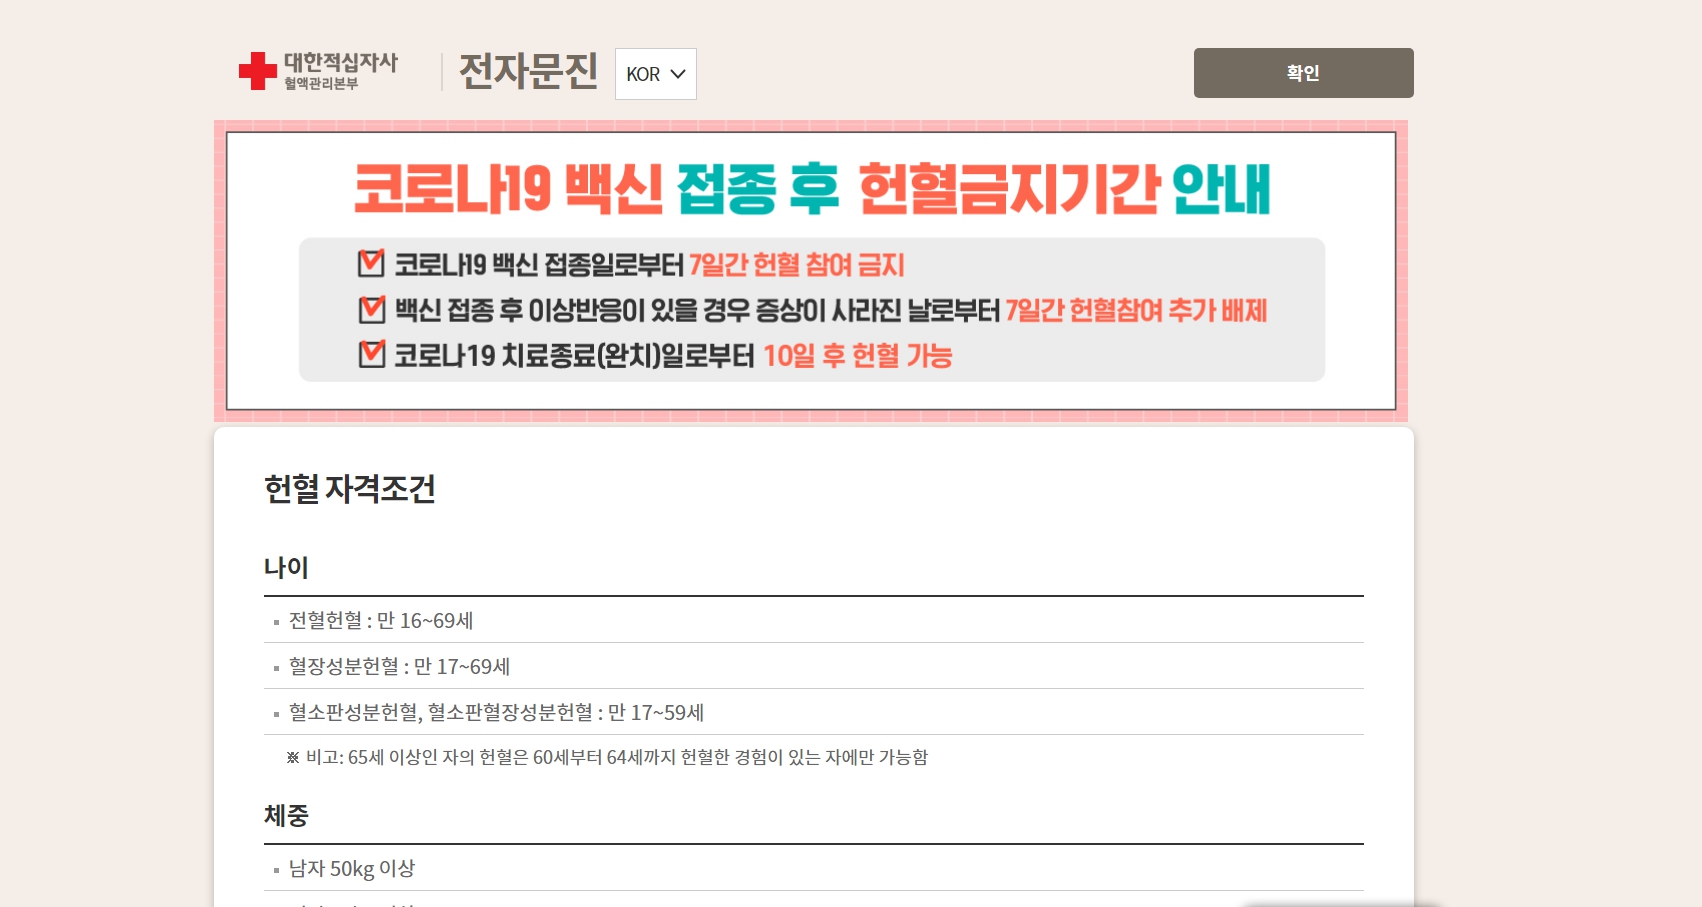 대한적십자사
혈액관리본부
전자문진
KOR
확인
코로나19 백신 접종 후 헌혈금지기간 안내
코로나19 백신 접종일로부터 7일간 헌혈 참여 금지
백신 접종 후 이상반응이 있을 경우 증상이 사라진 날로부터 7일간 헌혈참여 추가 배제
코로나19 치료종료(완치)일로부터 10일 후 헌혈 가능
헌혈 자격조건
나이
전혈헌혈 : 만 16~69세
혈장성분헌혈 : 만 17~69세
혈소판성분헌혈, 혈소판혈장성분헌혈 : 만 17~59세
※ 비고: 65세 이상인 자의 헌혈은 60세부터 64세까지 헌혈한 경험이 있는 자에만 가능함
체중
남자 50kg 이상